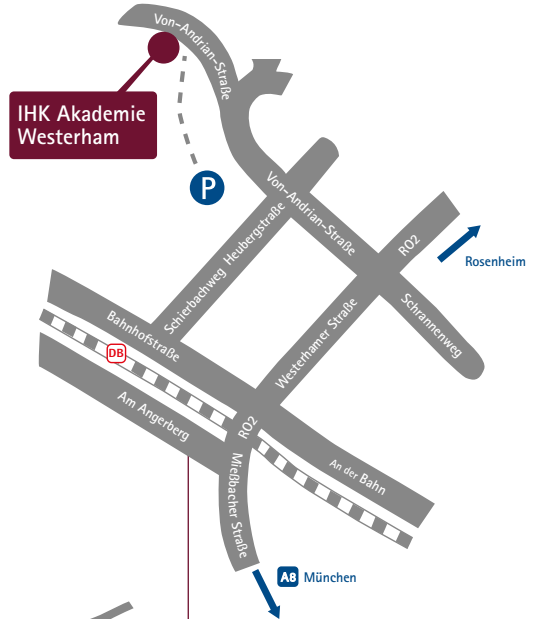 Von-Andrian-Straße
IHK Akademie
Westerham
P
Von-Andrian-Straße
RO2
Rosenheim
Schierbachweg Heubergstraße
Schrannenweg
Westerhamer Straße
Bahnhofstraße
DB
Am Angerberg
RO2
An der Bahn
Mießbacher Straße
A8 München